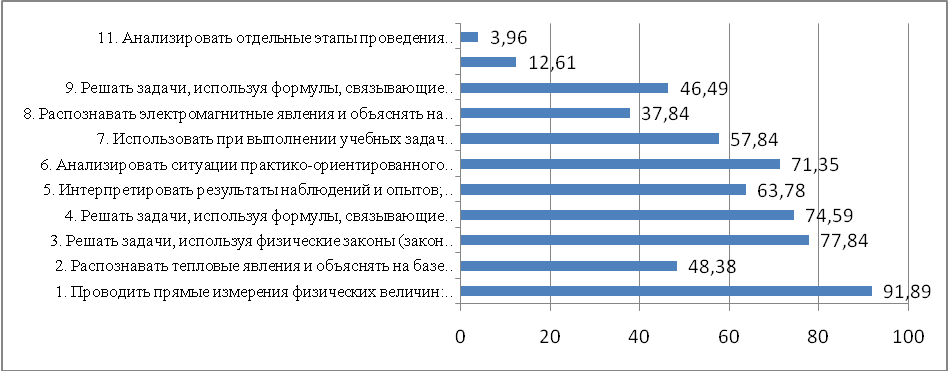 11. Анализировать отдельные этапы проведения.. 3,96
12,61
9. Решать задачи, используя формулы, связывающие.. 46,49
8. Распознавать электромагнитные явления и объяснять на.. 37,84
7. Использовать при выполнении учебных задач.. 57,84
6. Анализировать ситуации практико-ориентированного.. 71,35
5. Интерпретировать результаты наблюдений и опытов;.. 63,78
4. Решать задачи, используя формулы, связывающие.. 74,59
3. Решать задачи, используя физические законы (закон.. 77,84
2. Распознавать тепловые явления и объяснять на базе.. 48,38
1. Проводить прямые измерения физических величин:.. 91,89
0 20 40 60 80 100